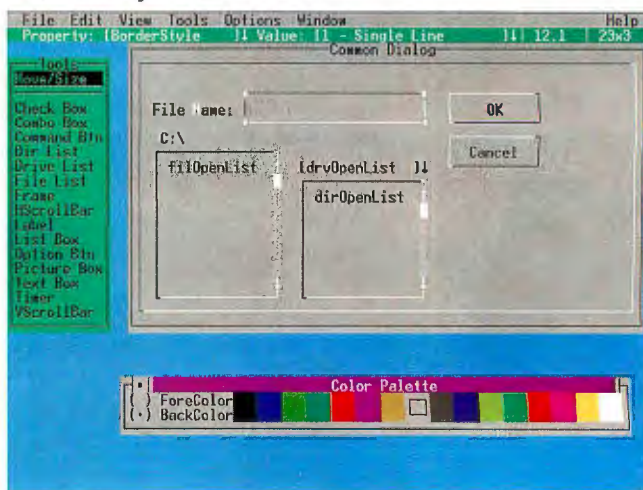 File Edit View Tools Options Window Help
Property: [BorderStyle ]↓ Value: [1 - Single Line ]↓ 12,1 23x3
Common Dialog
Tools
Move/Size
Check Box
Combo Box
Command Btn
Dir List
Drive List
File List
Frame
HScrollBar
Label
List Box
Option Btn
Picture Box
Text Box
Timer
VScrollBar
File Name:
OK
C:\
Cancel
filOpenList
[drvOpenList ]↓
dirOpenList
Color Palette
( ) ForeColor
(•) BackColor